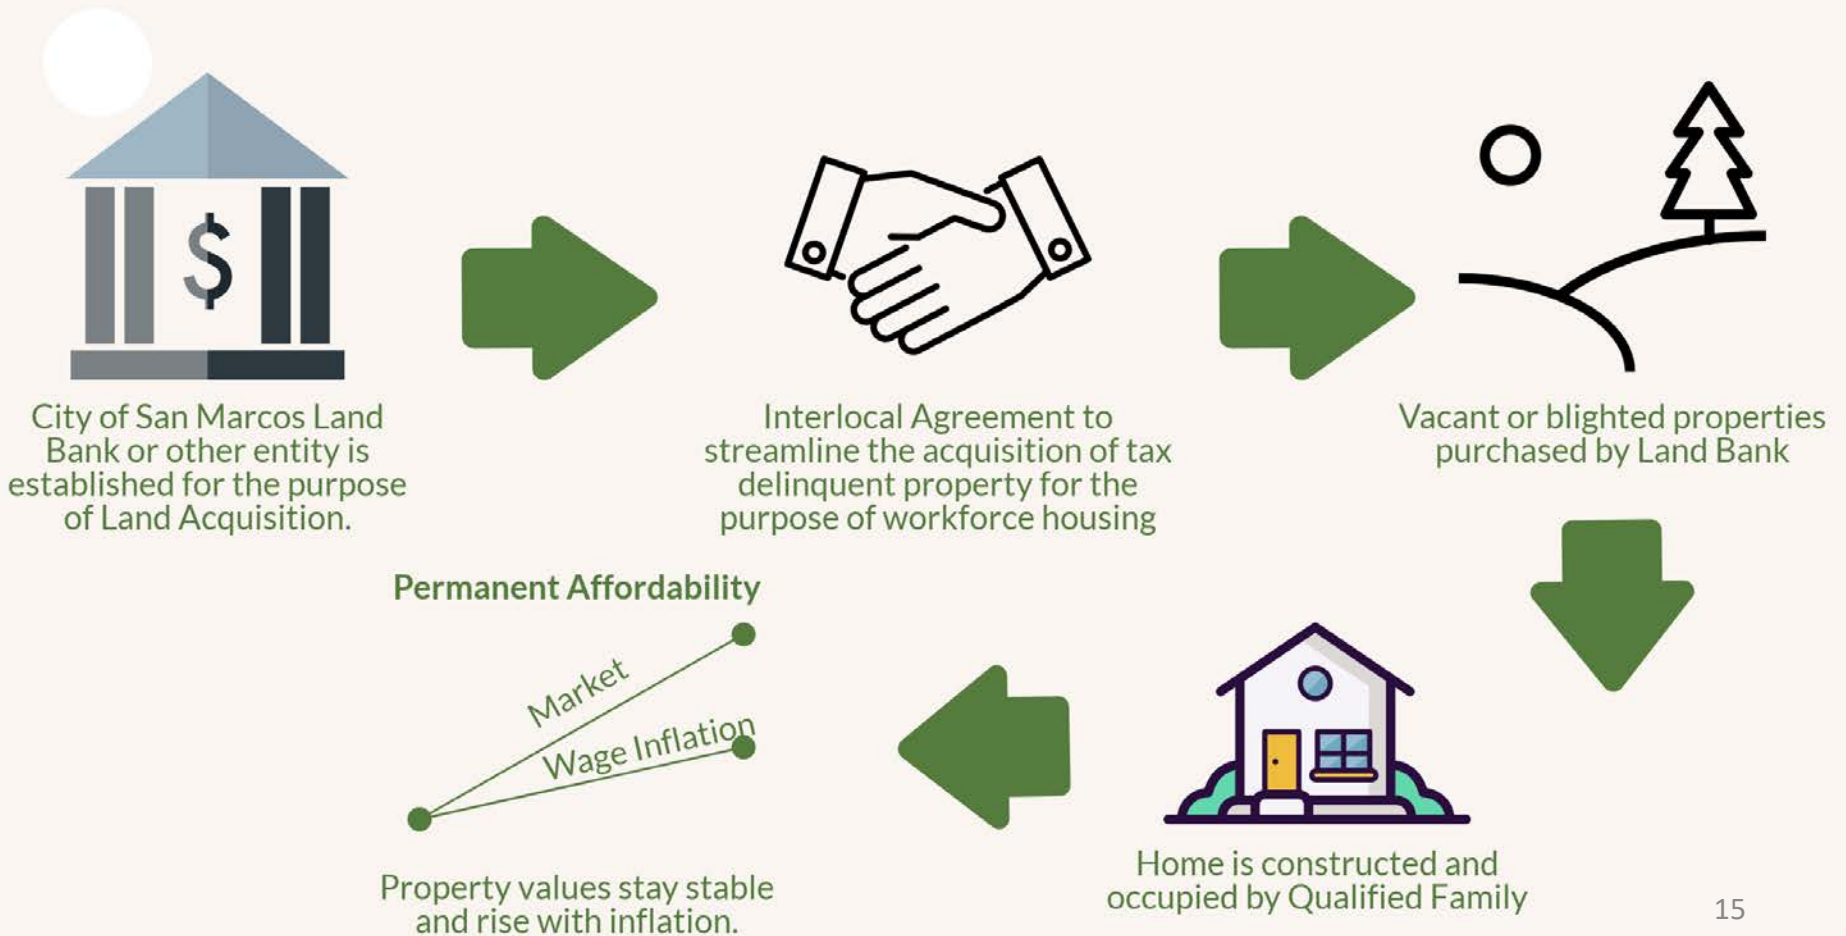 $
City of San Marcos Land
Bank or other entity is
established for the purpose
of Land Acquisition.
Interlocal Agreement to
streamline the acquisition of tax
delinquent property for the
purpose of workforce housing
Vacant or blighted properties
purchased by Land Bank
Home is constructed and
occupied by Qualified Family
Permanent Affordability
Market
Wage Inflation
Property values stay stable
and rise with inflation.
15